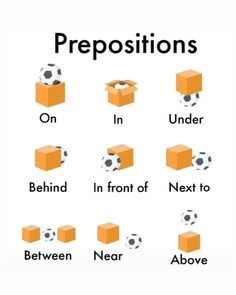 Prepositions
On In Under
Behind In front of Next to
Between Near Above